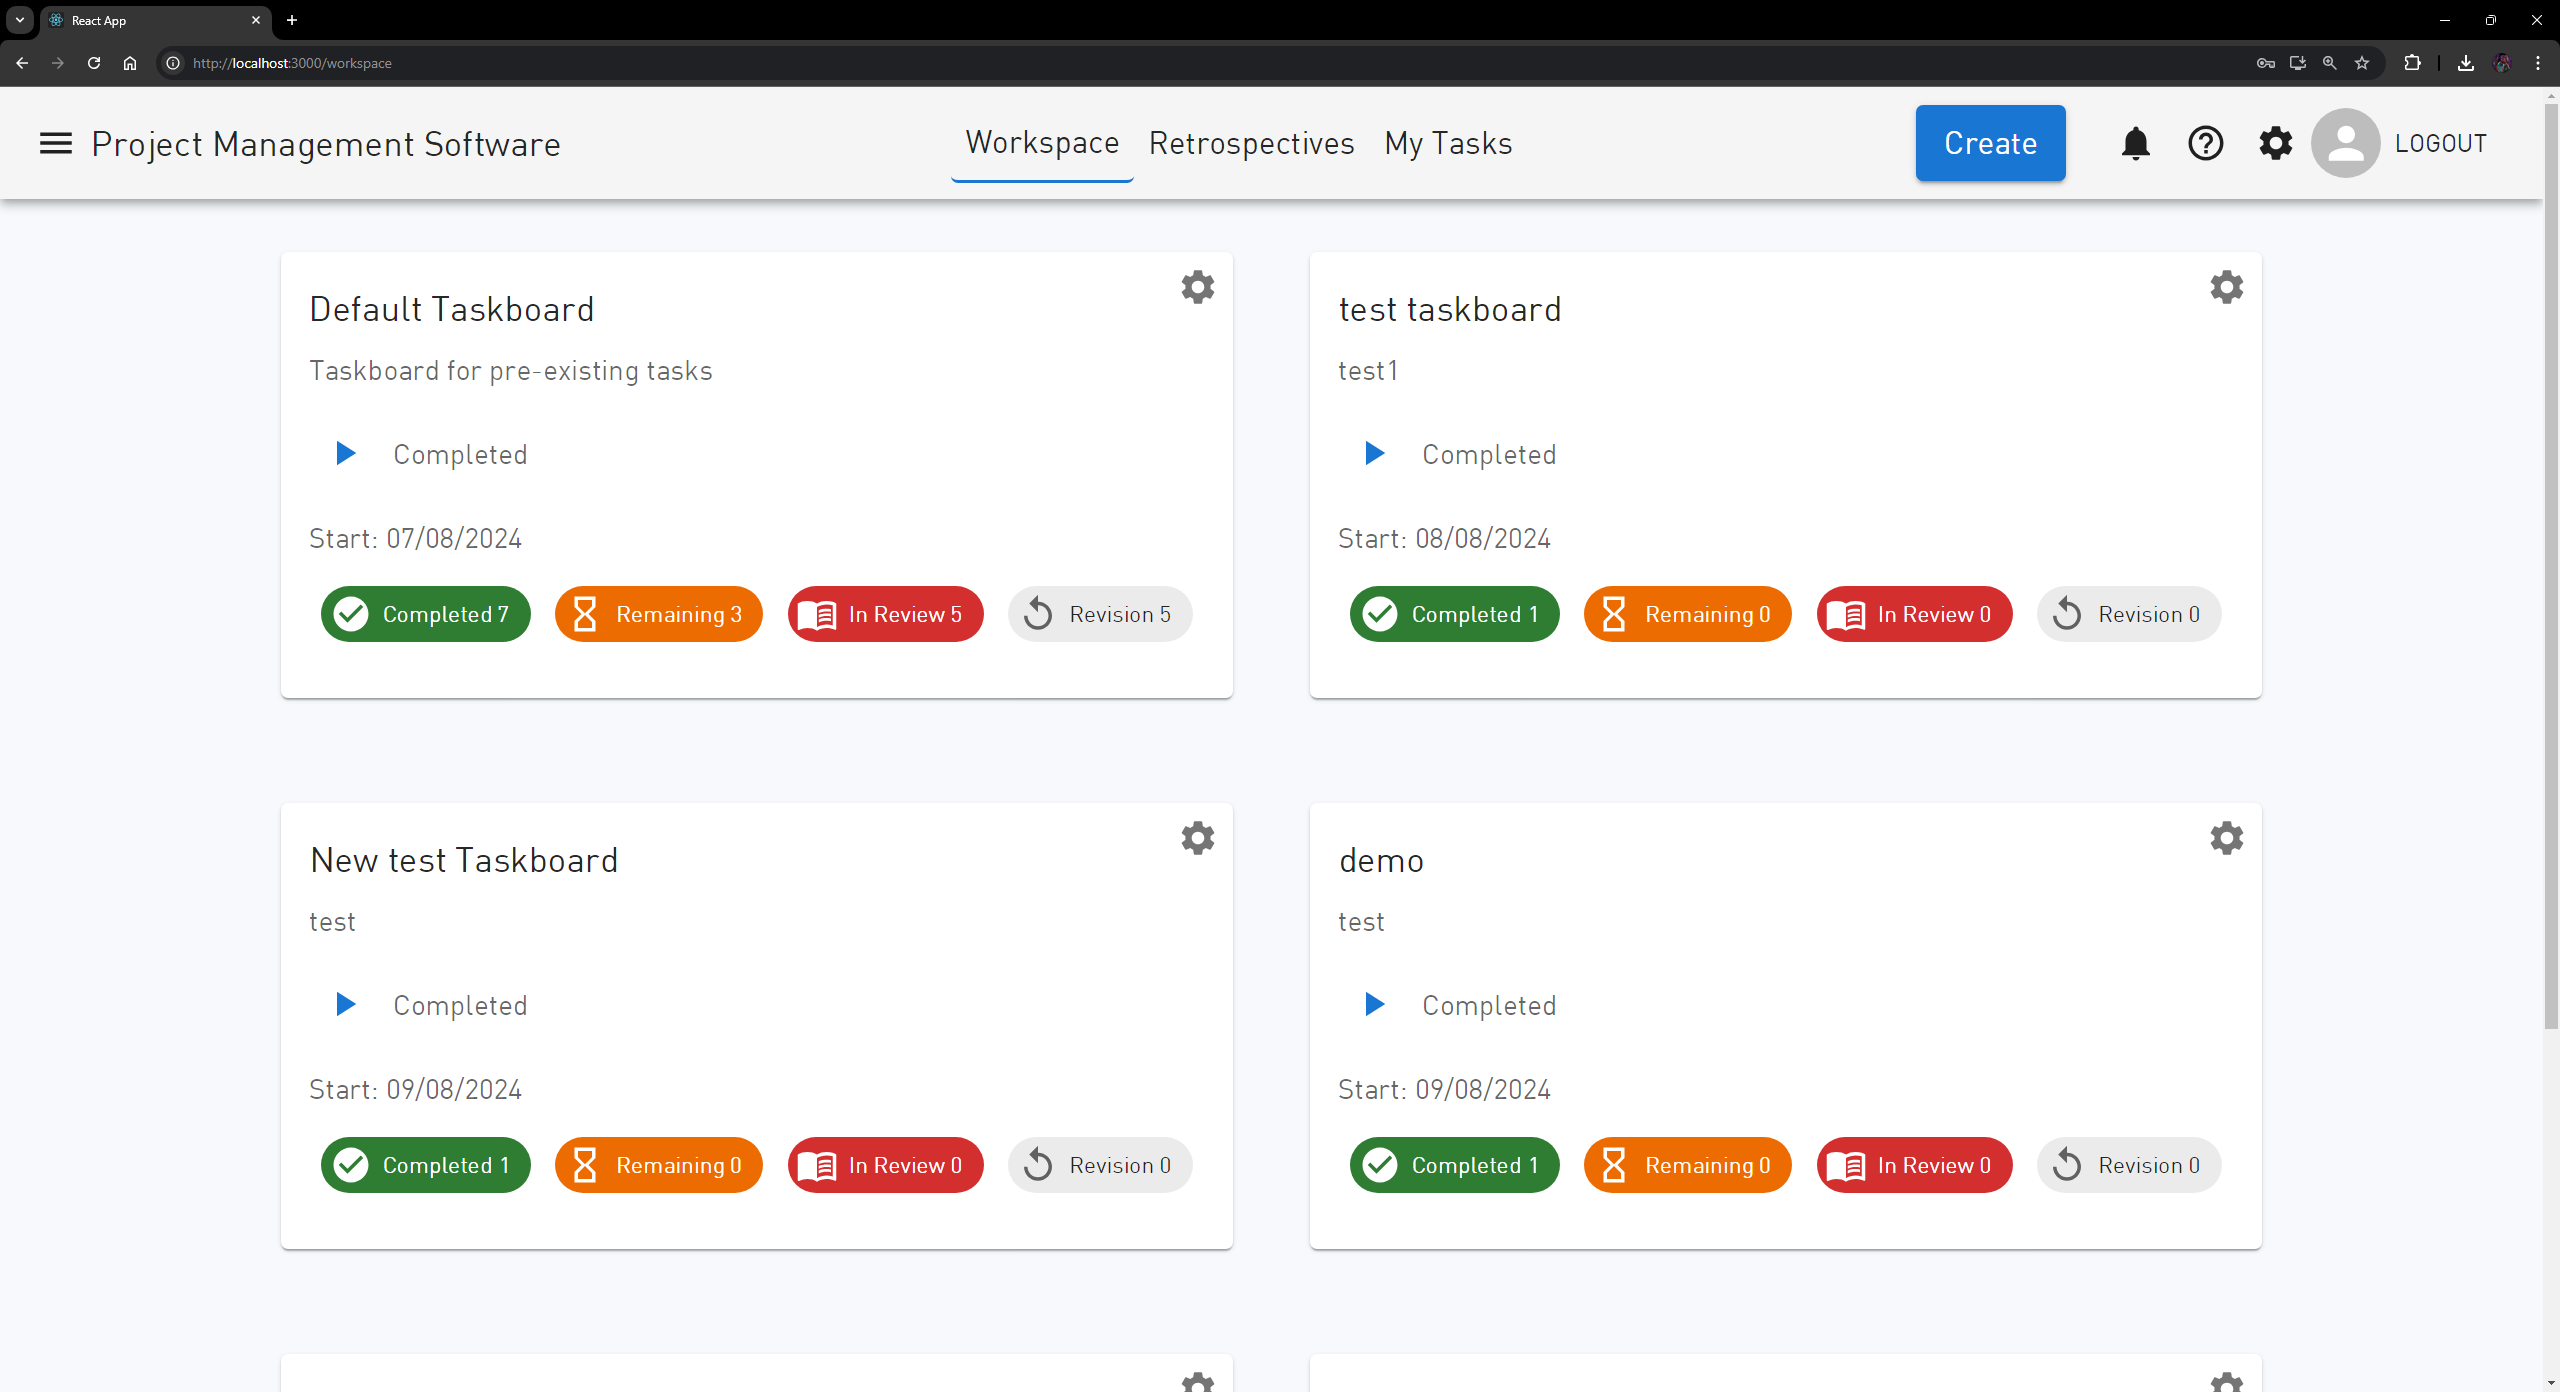 React App
http://localhost:3000/workspace
Project Management Software
Workspace Retrospectives My Tasks
Create
LOGOUT
Default Taskboard
Taskboard for pre-existing tasks
Completed
Start: 07/08/2024
Completed 7 Remaining 3 In Review 5 Revision 5
test taskboard
test1
Completed
Start: 08/08/2024
Completed 1 Remaining 0 In Review 0 Revision 0
New test Taskboard
test
Completed
Start: 09/08/2024
Completed 1 Remaining 0 In Review 0 Revision 0
demo
test
Completed
Start: 09/08/2024
Completed 1 Remaining 0 In Review 0 Revision 0